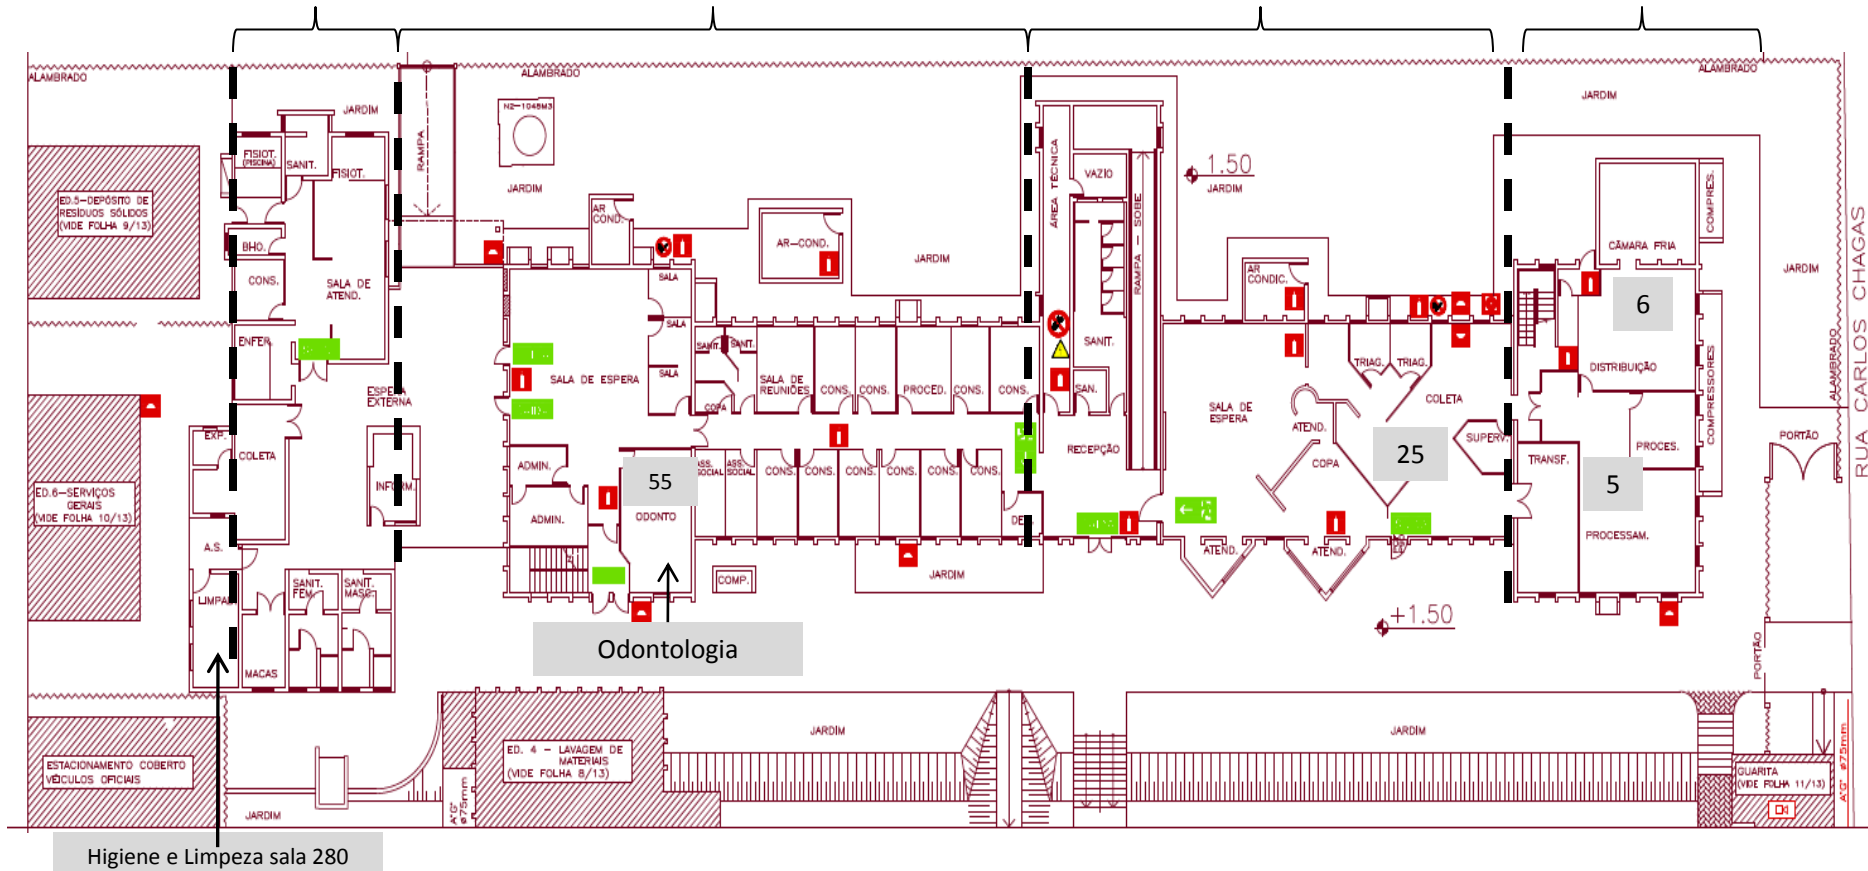 ALAMBRADO
ALAMBRADO
ALAMBRADO
JARDIM
JARDIM
N2-1048M3
RAMPA
JARDIM
FISIOT.
(PISCINA)
SANIT.
FISIOT.
ÁREA TÉCNICA
VAZIO
1.50
JARDIM
RAMPA - SOBE
COMPRES.
ED.5-DEPÓSITO DE
RESÍDUOS SÓLIDOS
(VIDE FOLHA 9/13)
AR
COND.
AR-COND.
JARDIM
BHO.
CONS.
SALA DE
ATEND.
SALA
AR
CONDIC.
CÂMARA FRIA
JARDIM
RUA CARLOS CHAGAS
6
SALA
ENFER.
SANIT.
SANIT.
SANIT.
TRIAG.
TRIAG.
DISTRIBUIÇÃO
COMPRESSORES
ALAMBRADO
ESPERA
EXTERNA
SALA DE ESPERA
SALA
SALA DE
REUNIÕES
CONS.
CONS.
PROCED.
CONS.
CONS.
SAN.
COPA
SALA DE
ESPERA
COLETA
ATEND.
EXP.
COLETA
RECEPÇÃO
SUPERV.
PROCES.
PORTÃO
ADMIN.
ASS.
SOCIAL
ASS.
SOCIAL
CONS.
CONS.
CONS.
CONS.
CONS.
CONS.
COPA
25
TRANSF.
55
5
ED.6-SERVIÇOS
GERAIS
(VIDE FOLHA 10/13)
INFORM.
ADMIN.
ODONTO
PROCESSAM.
A.S.
ATEND.
ATEND.
SANIT.
FEM.
SANIT.
MASC.
COMP.
JARDIM
+1.50
Odontologia
MACAS
PORTÃO
JARDIM
JARDIM
ED. 4 - LAVAGEM DE
MATERIAIS
(VIDE FOLHA 8/13)
ESTACIONAMENTO COBERTO
VEÍCULOS OFICIAIS
GUARITA
(VIDE FOLHA 11/13)
JARDIM
Higiene e Limpeza sala 280